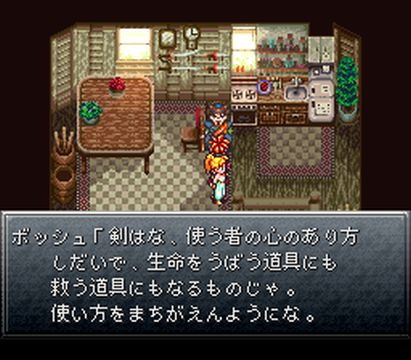 ボッシュ「剣はな、使う者の心のあり方
しだいで、生命をうばう道具にも
救う道具にもなるものじゃ。
使い方をまちがえんようにな。